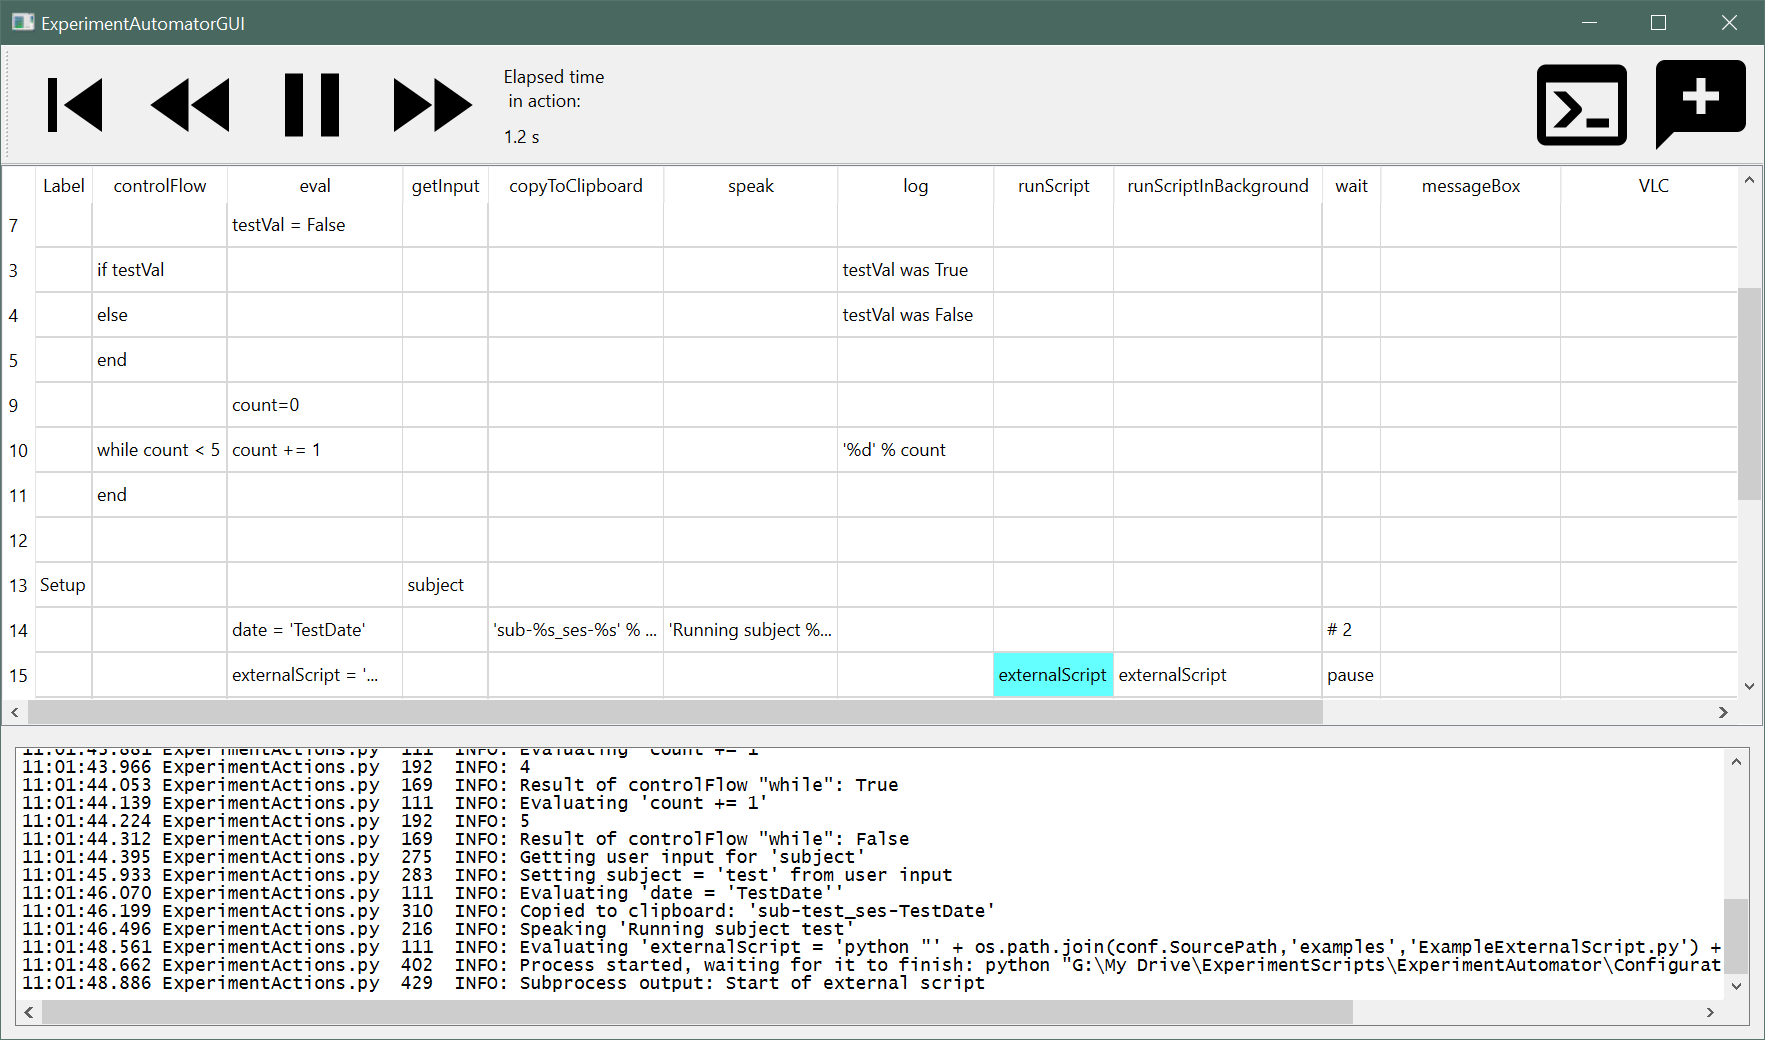 ExperimentAutomatorGUI
Elapsed time
in action:
1.2 s
Label controlFlow eval getInput copyToClipboard speak log runScript runScriptInBackground wait messageBox VLC
7 testVal = False
3 if testVal testVal was True
4 else testVal was False
5 end
9 count=0
10 while count < 5 count += 1 '%d' % count
11 end
12
13 Setup subject
14 date = 'TestDate' 'sub-%s_ses-%s' % ... 'Running subject %... # 2
15 externalScript = '... externalScript externalScript pause
11:01:43.881 ExperimentActions.py 111 INFO: Evaluating 'count += 1'
11:01:43.966 ExperimentActions.py 192 INFO: 4
11:01:44.053 ExperimentActions.py 169 INFO: Result of controlFlow "while": True
11:01:44.139 ExperimentActions.py 111 INFO: Evaluating 'count += 1'
11:01:44.224 ExperimentActions.py 192 INFO: 5
11:01:44.312 ExperimentActions.py 169 INFO: Result of controlFlow "while": False
11:01:44.395 ExperimentActions.py 275 INFO: Getting user input for 'subject'
11:01:45.933 ExperimentActions.py 283 INFO: Setting subject = 'test' from user input
11:01:46.070 ExperimentActions.py 111 INFO: Evaluating 'date = 'TestDate''
11:01:46.199 ExperimentActions.py 310 INFO: Copied to clipboard: 'sub-test_ses-TestDate'
11:01:46.496 ExperimentActions.py 216 INFO: Speaking 'Running subject test'
11:01:48.561 ExperimentActions.py 111 INFO: Evaluating 'externalScript = 'python "' + os.path.join(conf.SourcePath,'examples','ExampleExternalScript.py') +
11:01:48.662 ExperimentActions.py 402 INFO: Process started, waiting for it to finish: python "G:\My Drive\ExperimentScripts\ExperimentAutomator\Configurat
11:01:48.886 ExperimentActions.py 429 INFO: Subprocess output: Start of external script